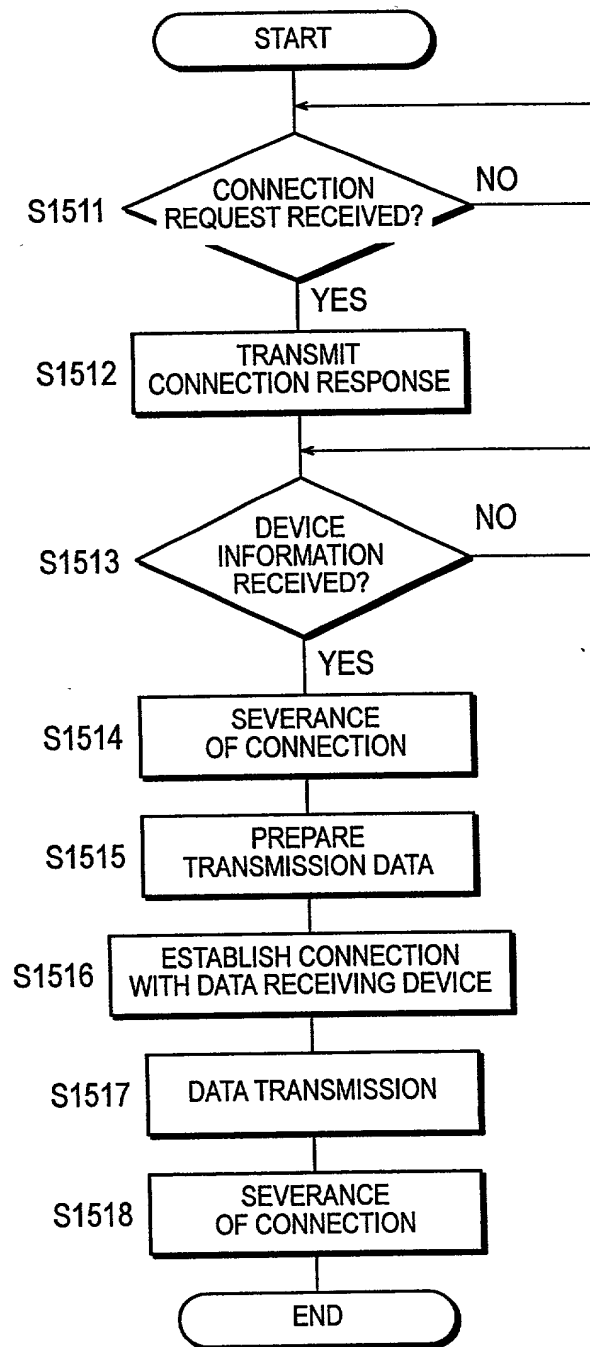 START
S1511
CONNECTION
REQUEST RECEIVED?
NO
YES
S1512
TRANSMIT
CONNECTION RESPONSE
S1513
DEVICE
INFORMATION
RECEIVED?
NO
YES
S1514
SEVERANCE
OF CONNECTION
S1515
PREPARE
TRANSMISSION DATA
S1516
ESTABLISH CONNECTION
WITH DATA RECEIVING DEVICE
S1517
DATA TRANSMISSION
S1518
SEVERANCE
OF CONNECTION
END